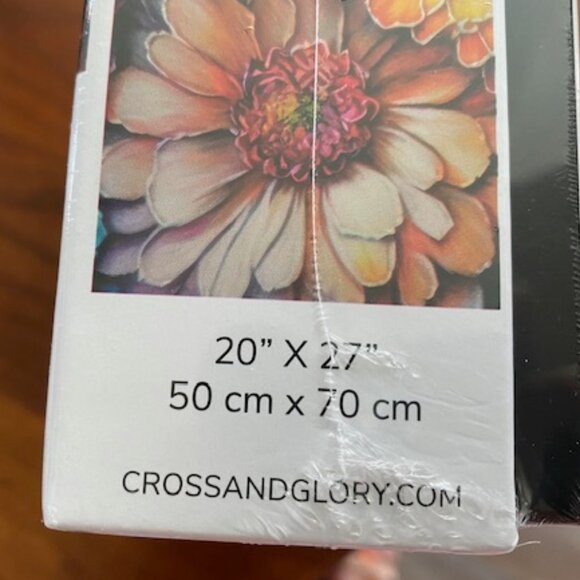 20” X 27”
50 cm x 70 cm
CROSSANDGLORY.COM